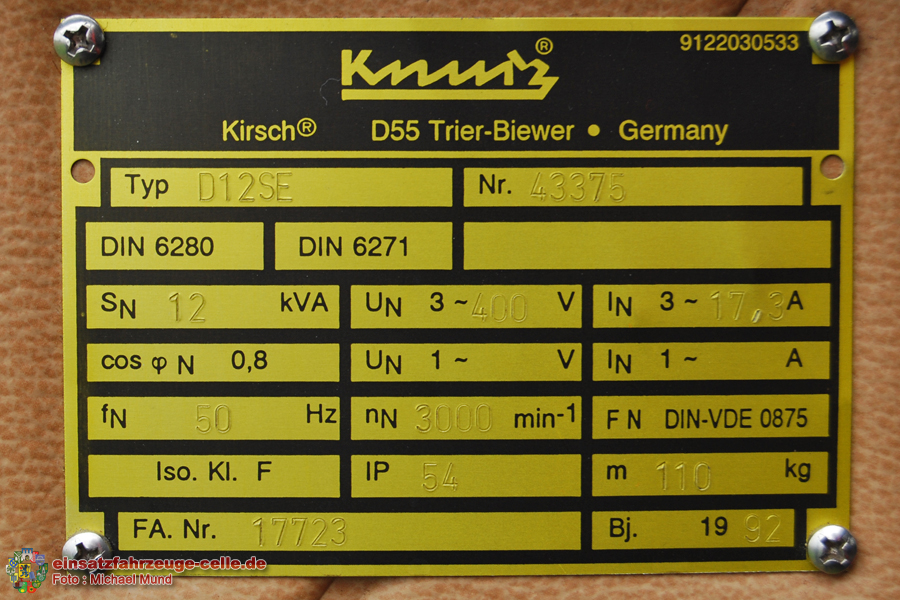 9122030533
Knurz®
Kirsch® D55 Trier-Biewer • Germany
Typ D12SE Nr. 43375
DIN 6280 DIN 6271
SN 12 kVA UN 3 ~ 400 V IN 3 ~ 17,3 A
cos φ N 0,8 UN 1 ~ V IN 1 ~ A
fN 50 Hz nN 3000 min-1 F N DIN-VDE 0875
Iso. Kl. F IP 54 m 110 kg
FA. Nr. 17723 Bj. 19 92
einsatzfahrzeuge-celle.de
Foto : Michael Mund